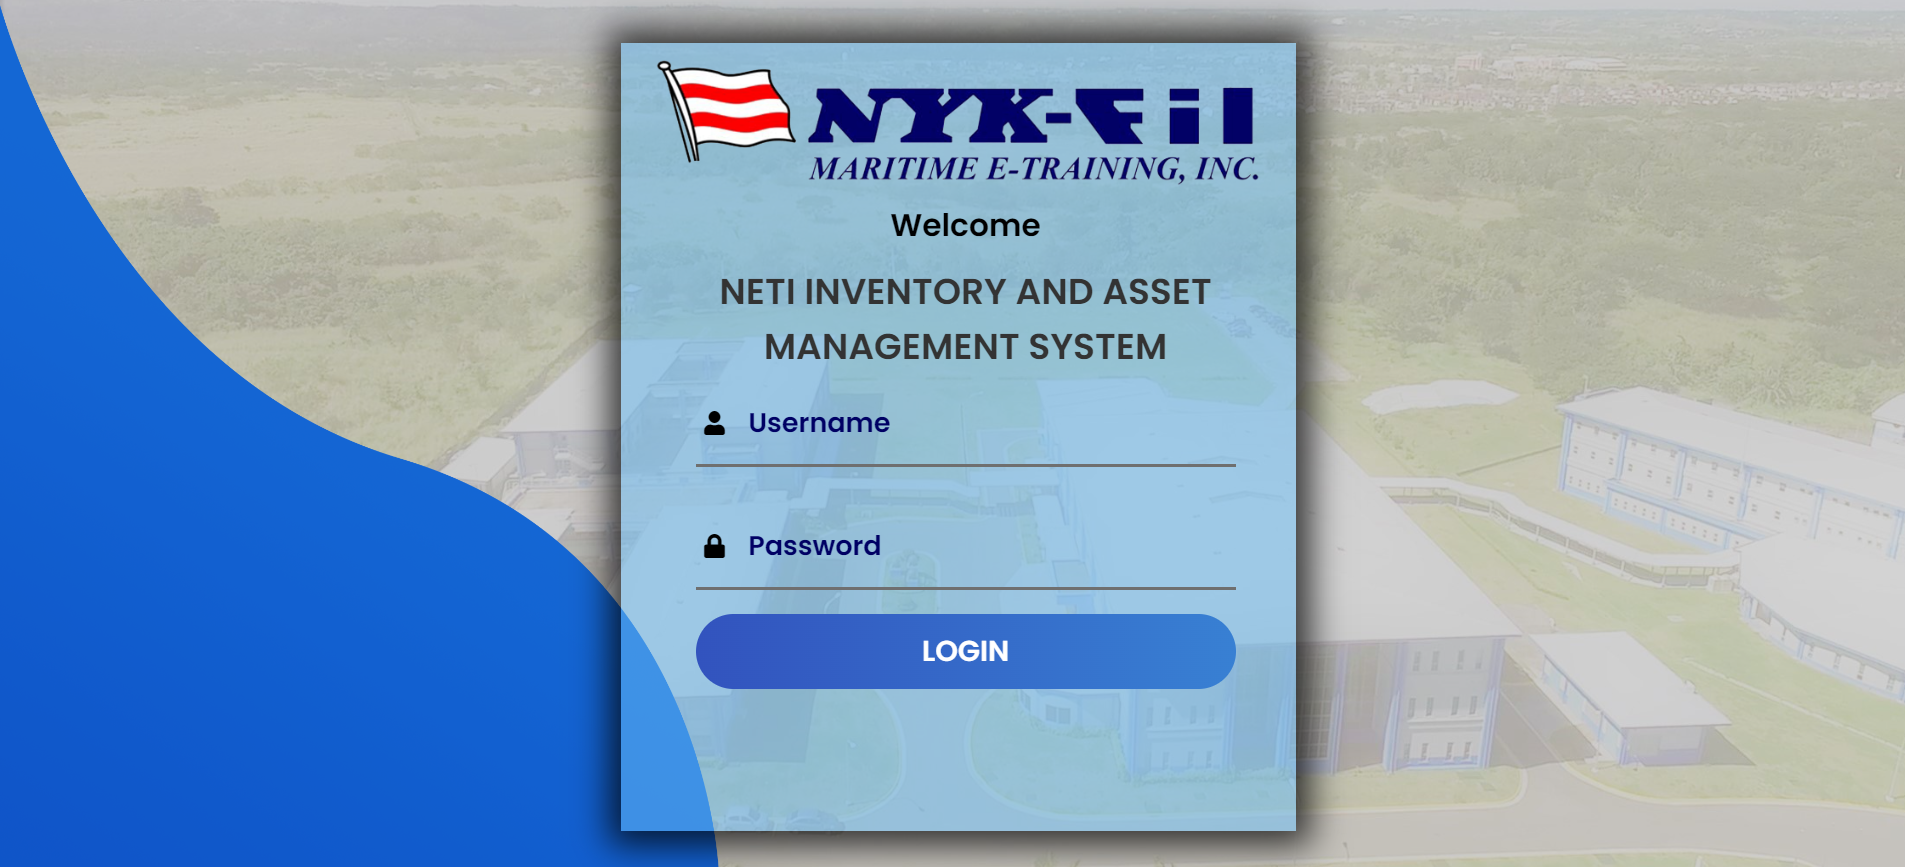 NYK-Fil
MARITIME E-TRAINING, INC.
Welcome
NETI INVENTORY AND ASSET
MANAGEMENT SYSTEM
Username
Password
LOGIN